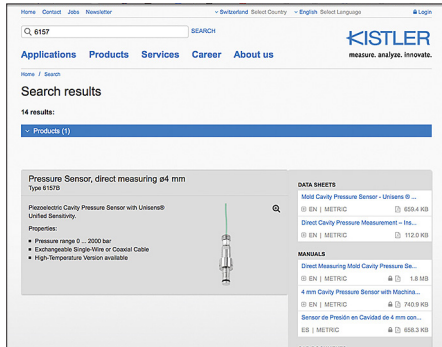 Home Contact Jobs Newsletter
Switzerland Select Country
English Select Language
Login
6157
SEARCH
KISTLER
measure. analyze. innovate.
Applications Products Services Career About us
Home / Search
Search results
14 results:
Products (1)
Pressure Sensor, direct measuring ø4 mm
Type 6157B
Piezoelectric Cavity Pressure Sensor with Unisens®
Unified Sensitivity.
Properties:
Pressure range 0 ... 2000 bar
Exchangeable Single-Wire or Coaxial Cable
High-Temperature Version available
DATA SHEETS
Mold Cavity Pressure Sensor - Unisens ® ...
EN | METRIC 659.4 KB
Direct Cavity Pressure Measurement – Ins...
EN | METRIC 112.0 KB
MANUALS
Direct Measuring Mold Cavity Pressure Se...
EN | METRIC 1.8 MB
4 mm Cavity Pressure Sensor with Machina...
EN | METRIC 740.9 KB
Sensor de Presión en Cavidad de 4 mm con...
ES | METRIC 656.3 KB